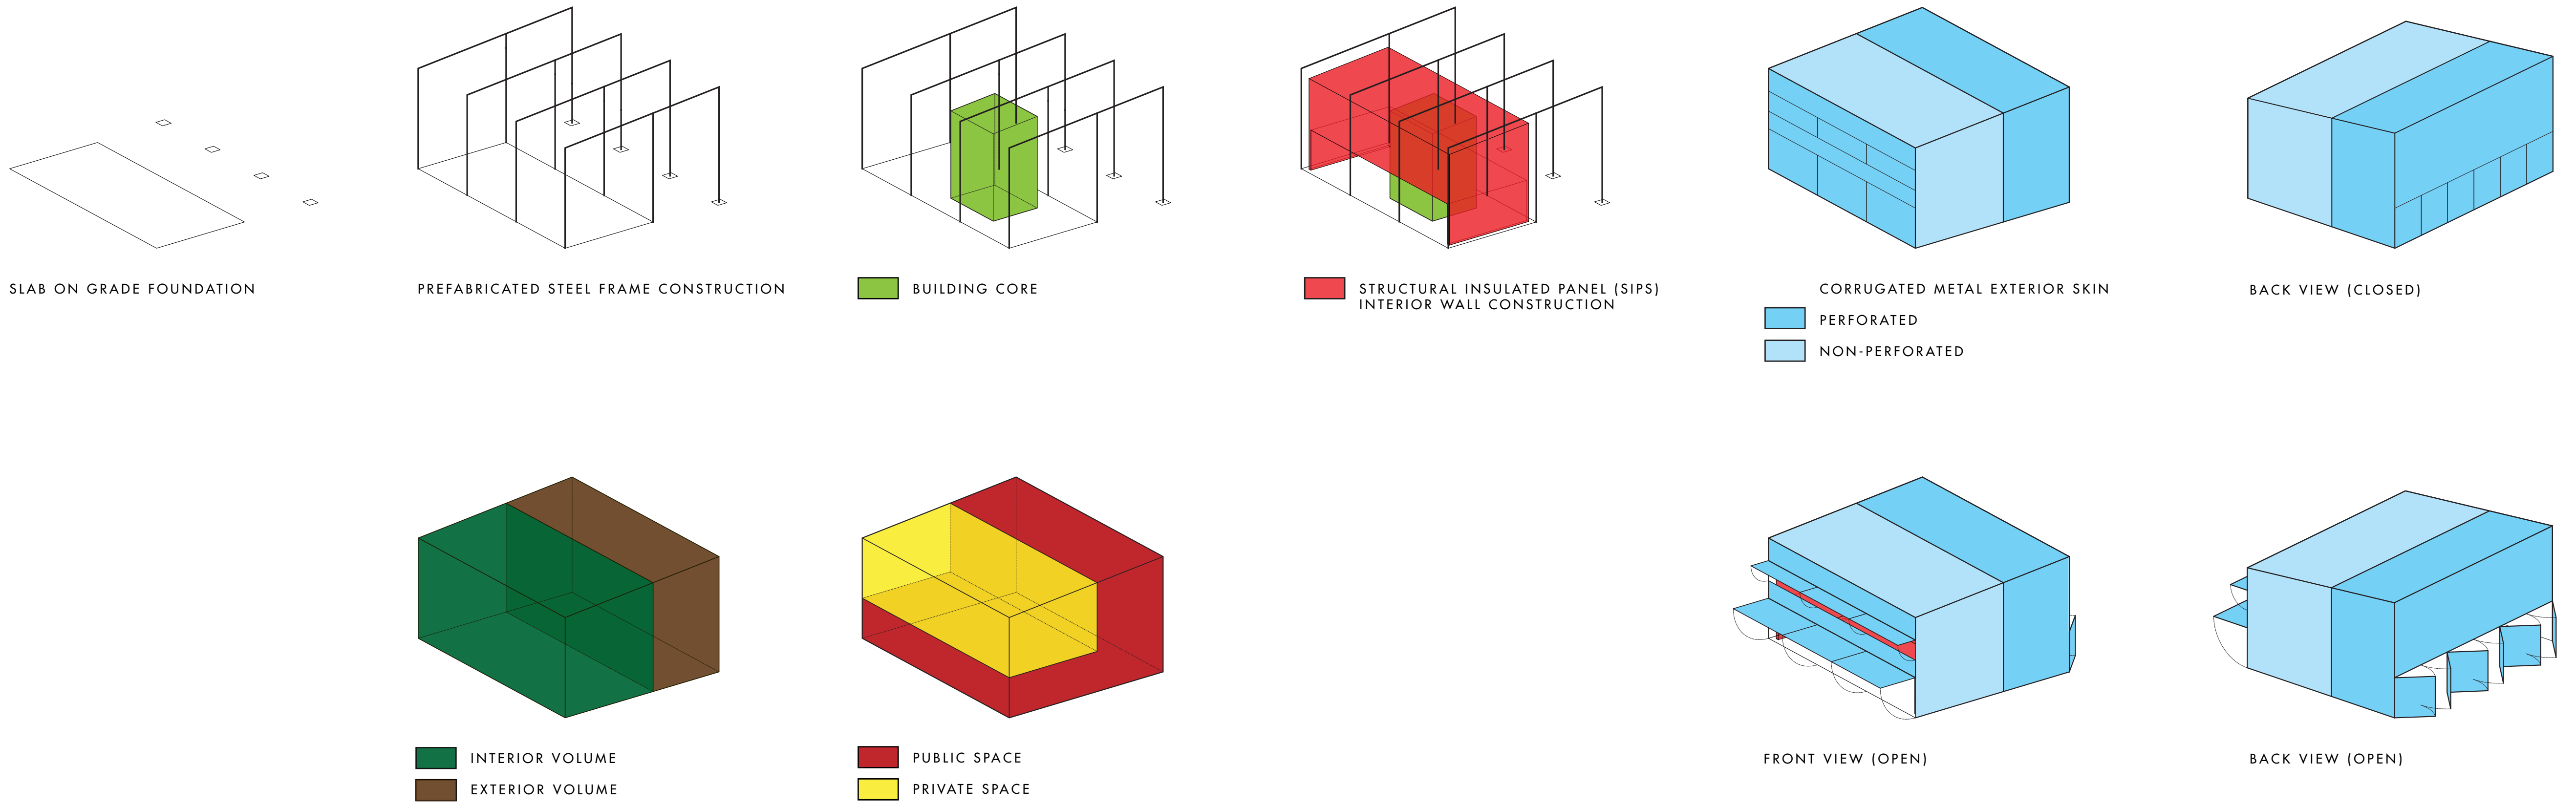 SLAB ON GRADE FOUNDATION
PREFABRICATED STEEL FRAME CONSTRUCTION
BUILDING CORE
STRUCTURAL INSULATED PANEL (SIPS)
INTERIOR WALL CONSTRUCTION
CORRUGATED METAL EXTERIOR SKIN
PERFORATED
NON-PERFORATED
BACK VIEW (CLOSED)
INTERIOR VOLUME
EXTERIOR VOLUME
PUBLIC SPACE
PRIVATE SPACE
FRONT VIEW (OPEN)
BACK VIEW (OPEN)